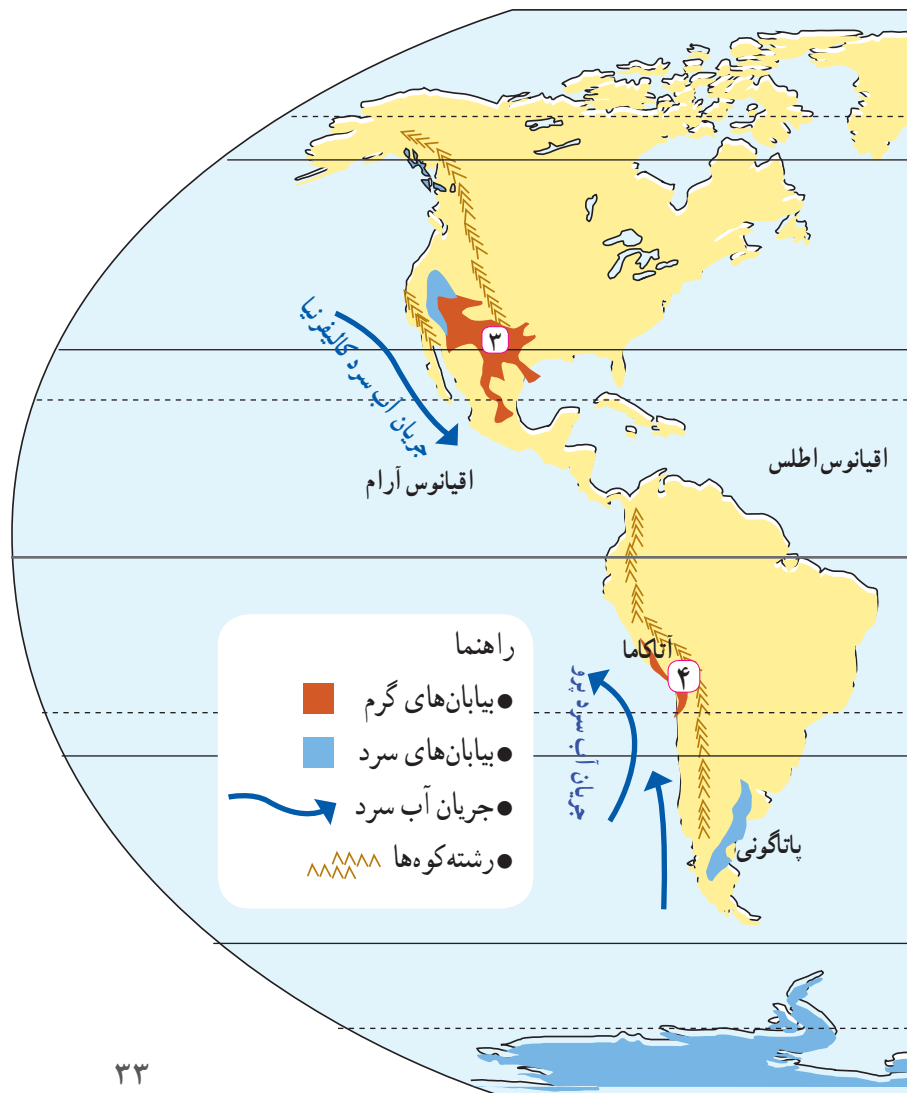 جریان آب سرد کالیفرنیا
۳
اقیانوس آرام
اقیانوس اطلس
آتاکاما
۴
جریان آب سرد پرو
پاتاگونی
راهنما
● بیابان‌های گرم
● بیابان‌های سرد
● جریان آب سرد
● رشته‌کوه‌ها
۳۳